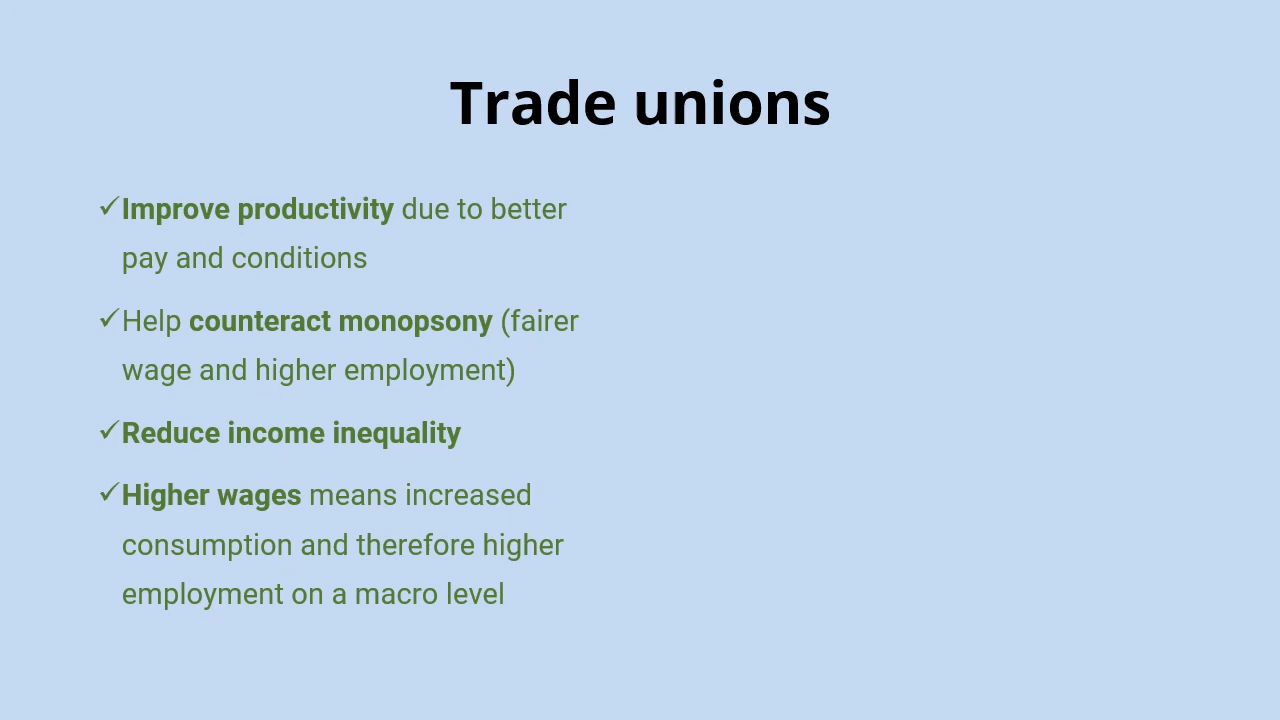 Trade unions
✓Improve productivity due to better
pay and conditions
✓Help counteract monopsony (fairer
wage and higher employment)
✓Reduce income inequality
✓Higher wages means increased
consumption and therefore higher
employment on a macro level